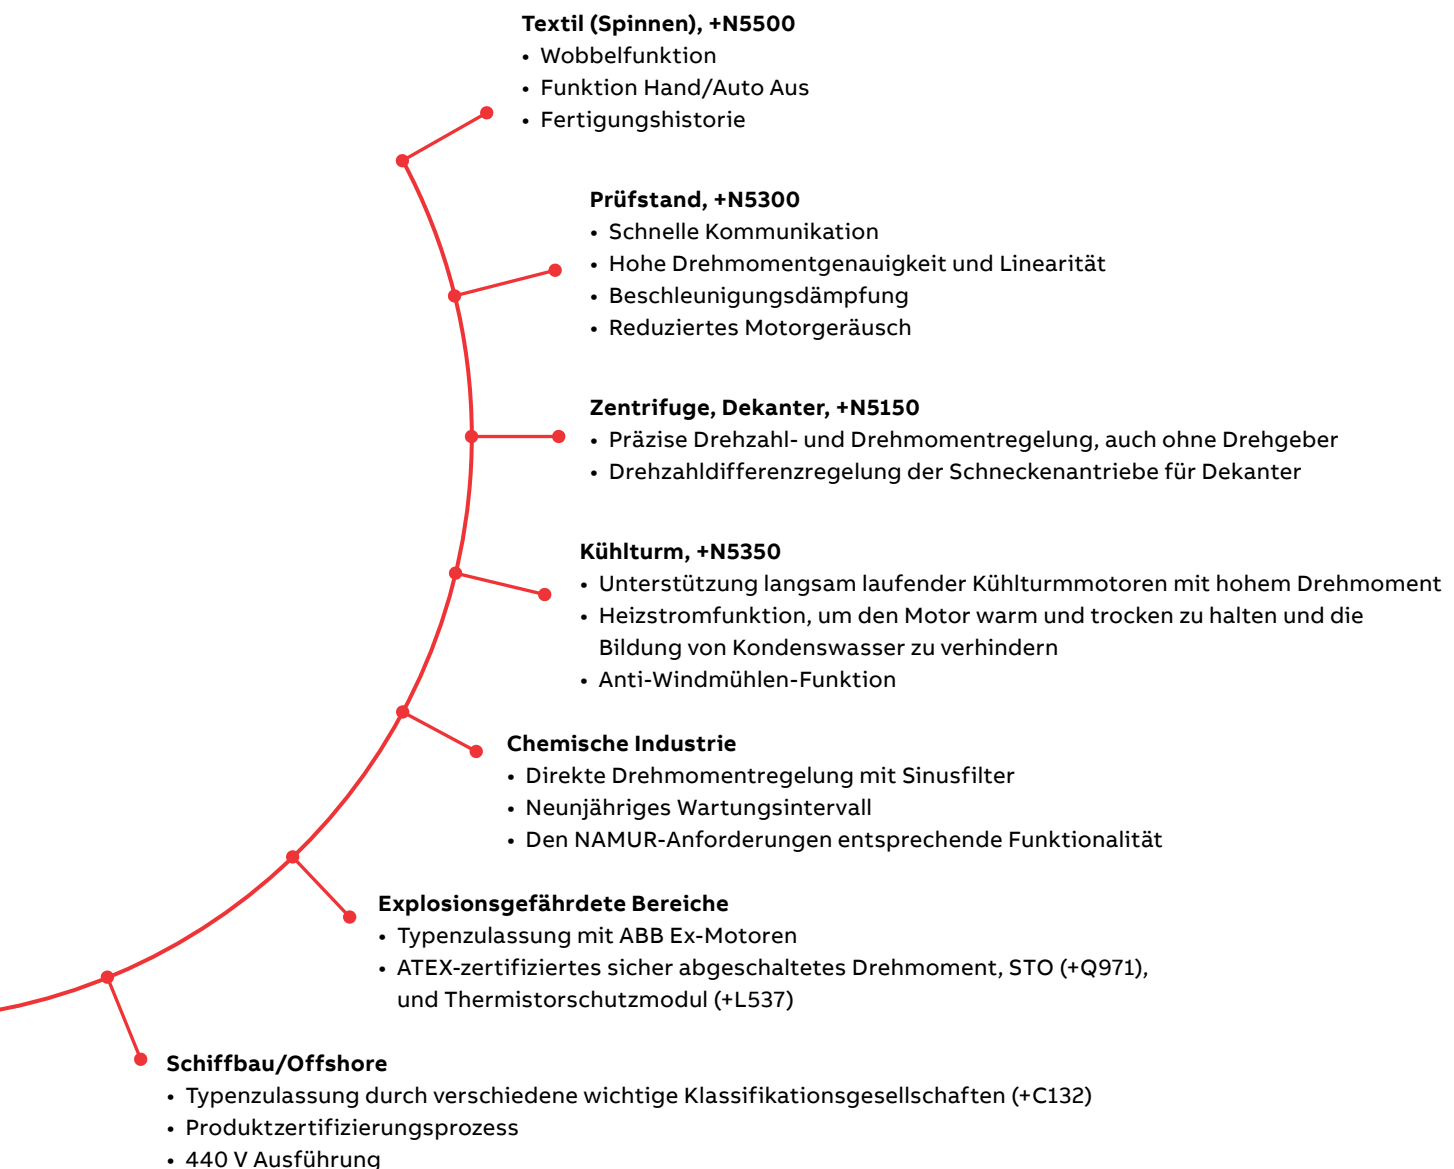 Textil (Spinnen), +N5500
• Wobbelfunktion
• Funktion Hand/Auto Aus
• Fertigungshistorie
Prüfstand, +N5300
• Schnelle Kommunikation
• Hohe Drehmomentgenauigkeit und Linearität
• Beschleunigungsdämpfung
• Reduziertes Motorgeräusch
Zentrifuge, Dekanter, +N5150
• Präzise Drehzahl- und Drehmomentregelung, auch ohne Drehgeber
• Drehzahldifferenzregelung der Schneckenantriebe für Dekanter
Kühlturm, +N5350
• Unterstützung langsam laufender Kühlturmmotoren mit hohem Drehmoment
• Heizstromfunktion, um den Motor warm und trocken zu halten und die
Bildung von Kondenswasser zu verhindern
• Anti-Windmühlen-Funktion
Chemische Industrie
• Direkte Drehmomentregelung mit Sinusfilter
• Neunjähriges Wartungsintervall
• Den NAMUR-Anforderungen entsprechende Funktionalität
Explosionsgefährdete Bereiche
• Typenzulassung mit ABB Ex-Motoren
• ATEX-zertifiziertes sicher abgeschaltetes Drehmoment, STO (+Q971),
und Thermistorschutzmodul (+L537)
Schiffbau/Offshore
• Typenzulassung durch verschiedene wichtige Klassifikationsgesellschaften (+C132)
• Produktzertifizierungsprozess
• 440 V Ausführung